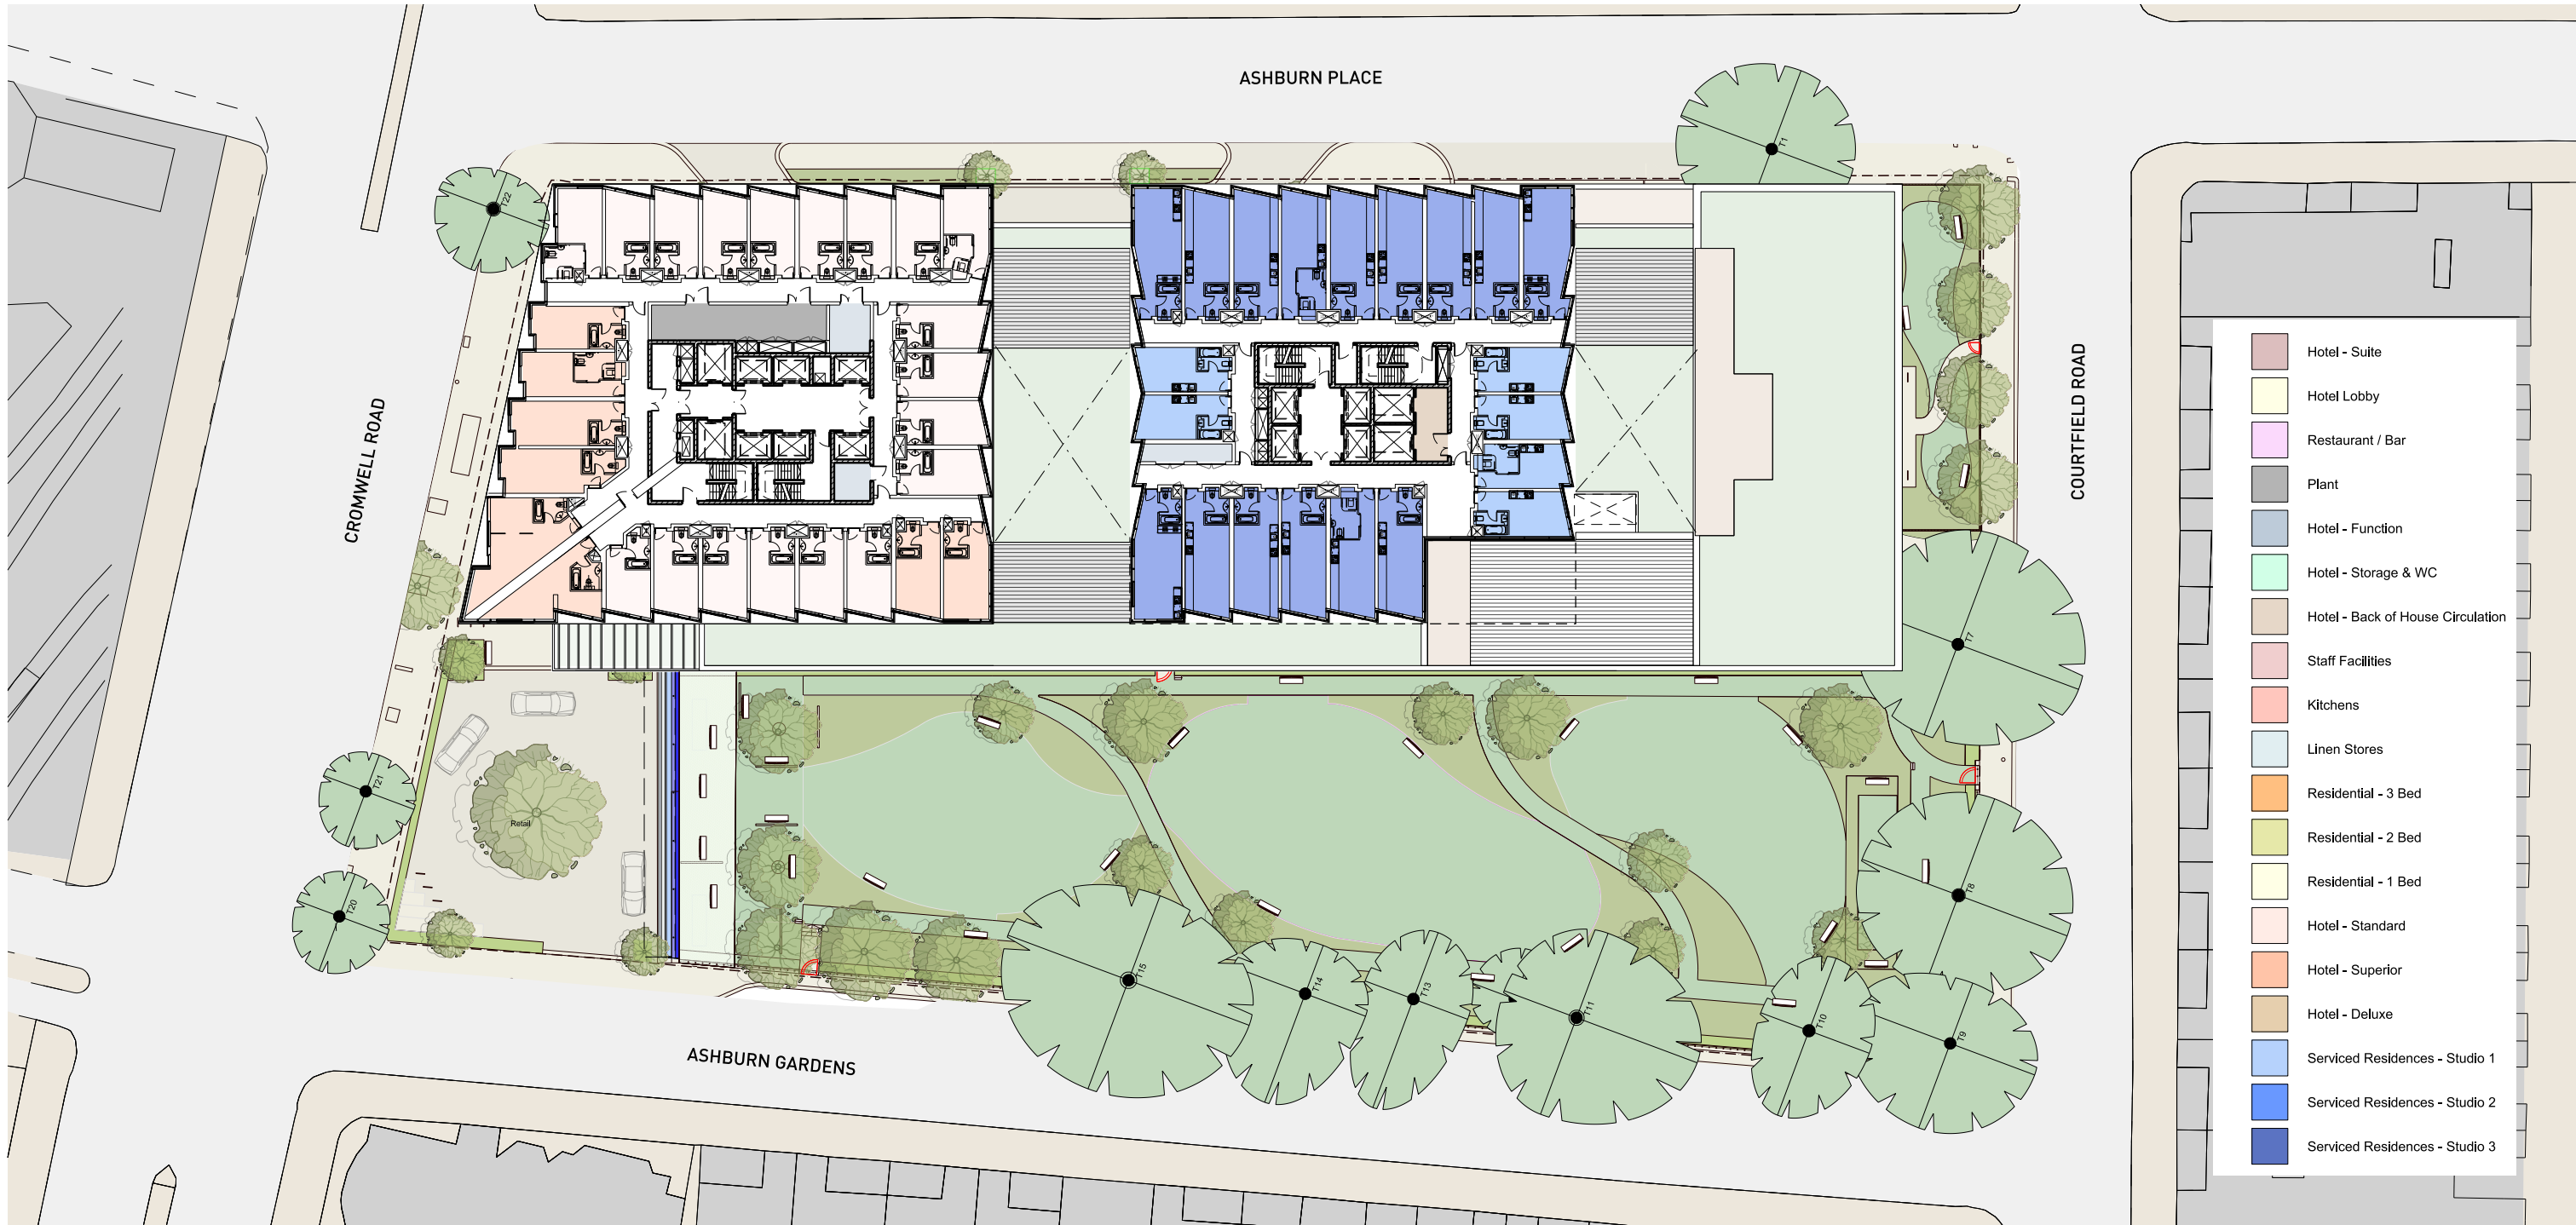 ASHBURN PLACE
T1
T22
CROMWELL ROAD
COURTFIELD ROAD
Hotel - Suite
Hotel Lobby
Restaurant / Bar
Plant
Hotel - Function
Hotel - Storage & WC
Hotel - Back of House Circulation
Staff Facilities
Kitchens
Linen Stores
Residential - 3 Bed
Residential - 2 Bed
Residential - 1 Bed
Hotel - Standard
Hotel - Superior
Hotel - Deluxe
Serviced Residences - Studio 1
Serviced Residences - Studio 2
Serviced Residences - Studio 3
T7
T21
Retail
T20
T8
T15
T14
T13
T11
T10
T9
ASHBURN GARDENS